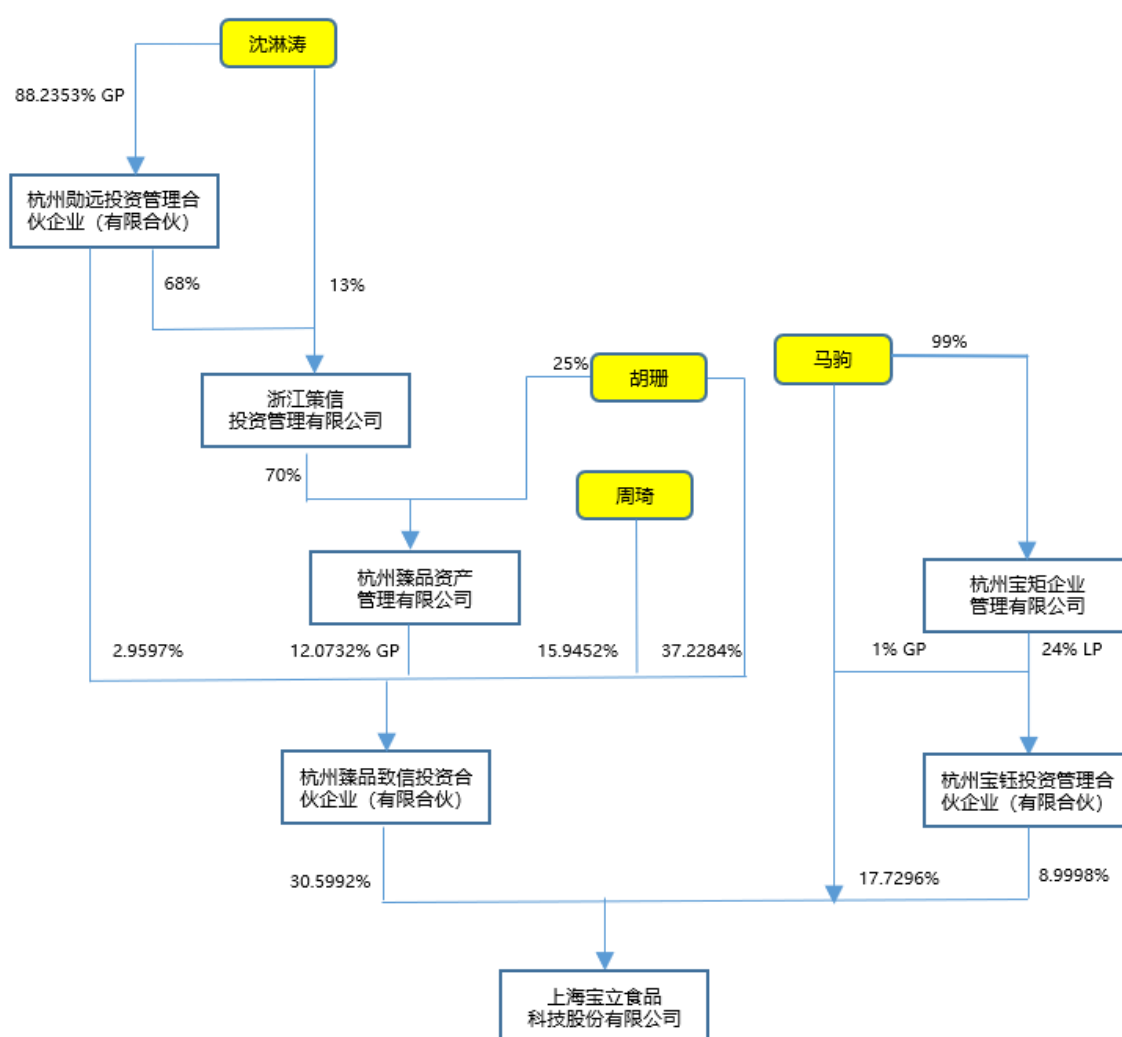 沈淋涛
88.2353% GP
杭州勋远投资管理合
伙企业（有限合伙）
68%
13%
马驹
99%
25%
胡珊
浙江策信
投资管理有限公司
70%
周琦
杭州臻品资产
管理有限公司
杭州宝矩企业
管理有限公司
2.9597%
12.0732% GP
15.9452%
37.2284%
1% GP
24% LP
杭州臻品致信投资合
伙企业（有限合伙）
杭州宝钰投资管理合
伙企业（有限合伙）
30.5992%
17.7296%
8.9998%
上海宝立食品
科技股份有限公司